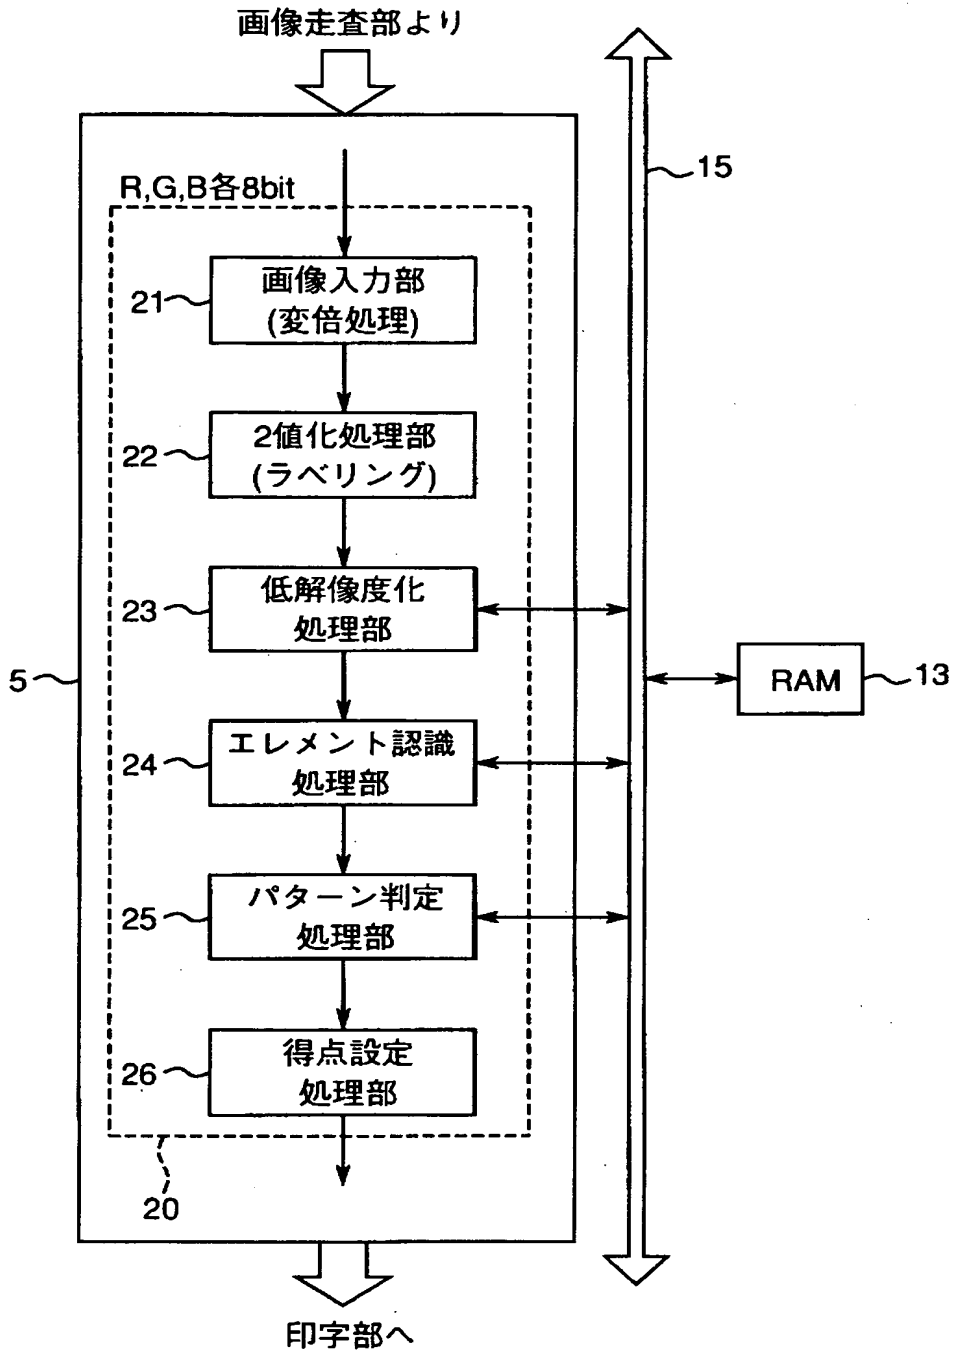 画像走査部より
15
R,G,B各8bit
21
画像入力部
(変倍処理)
22
2値化処理部
(ラベリング)
23
低解像度化
処理部
5
RAM
13
24
エレメント認識
処理部
25
パターン判定
処理部
26
得点設定
処理部
20
印字部へ